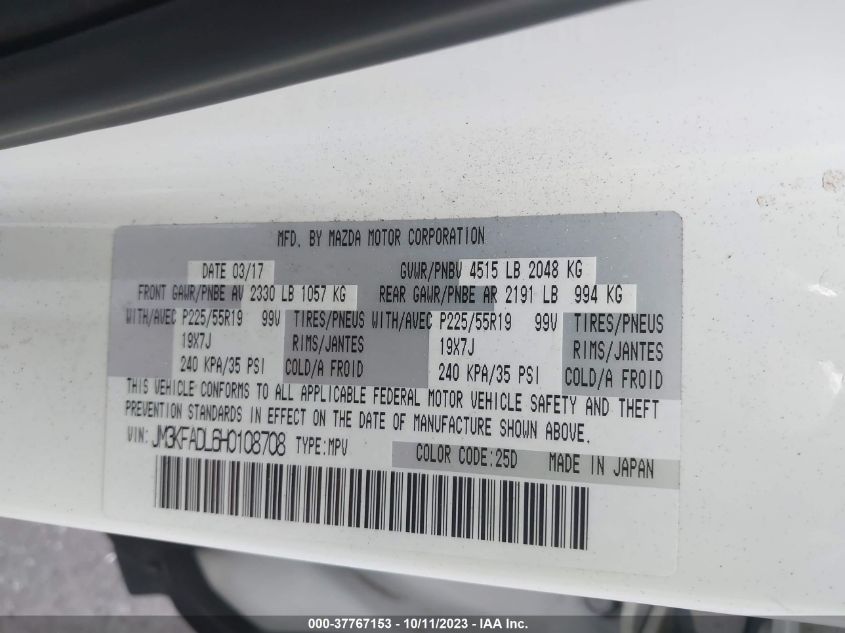 MFD. BY MAZDA MOTOR CORPORATION
DATE 03/17 GVWR/PNBV 4515 LB 2048 KG
FRONT GAWR/PNBE AV 2330 LB 1057 KG REAR GAWR/PNBE AR 2191 LB 994 KG
WITH/AVEC P225/55R19 99V TIRES/PNEUS WITH/AVEC P225/55R19 99V TIRES/PNEUS
19X7J RIMS/JANTES 19X7J RIMS/JANTES
240 KPA/35 PSI COLD/A FROID 240 KPA/35 PSI COLD/A FROID
THIS VEHICLE CONFORMS TO ALL APPLICABLE FEDERAL MOTOR VEHICLE SAFETY AND THEFT
PREVENTION STANDARDS IN EFFECT ON THE DATE OF MANUFACTURE SHOWN ABOVE.
VIN: JM3KFADL6H0108708 TYPE:MPV COLOR CODE:25D MADE IN JAPAN
000-37767153 - 10/11/2023 - IAA Inc.